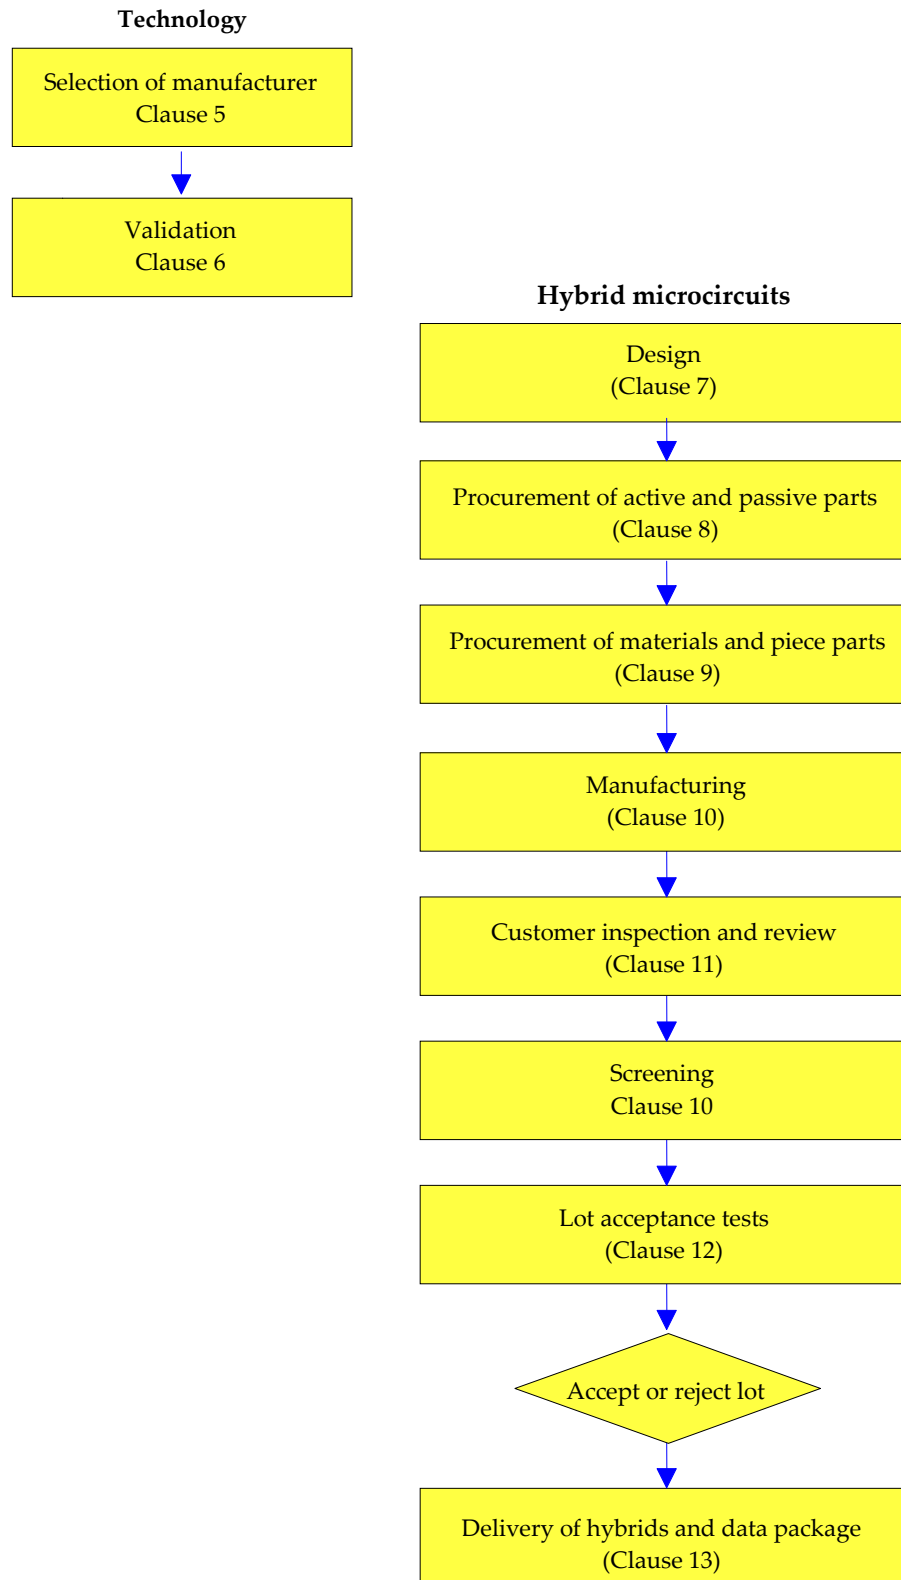 Technology
Selection of manufacturer
Clause 5
Validation
Clause 6
Hybrid microcircuits
Design
(Clause 7)
Procurement of active and passive parts
(Clause 8)
Procurement of materials and piece parts
(Clause 9)
Manufacturing
(Clause 10)
Customer inspection and review
(Clause 11)
Screening
Clause 10
Lot acceptance tests
(Clause 12)
Accept or reject lot
Delivery of hybrids and data package
(Clause 13)